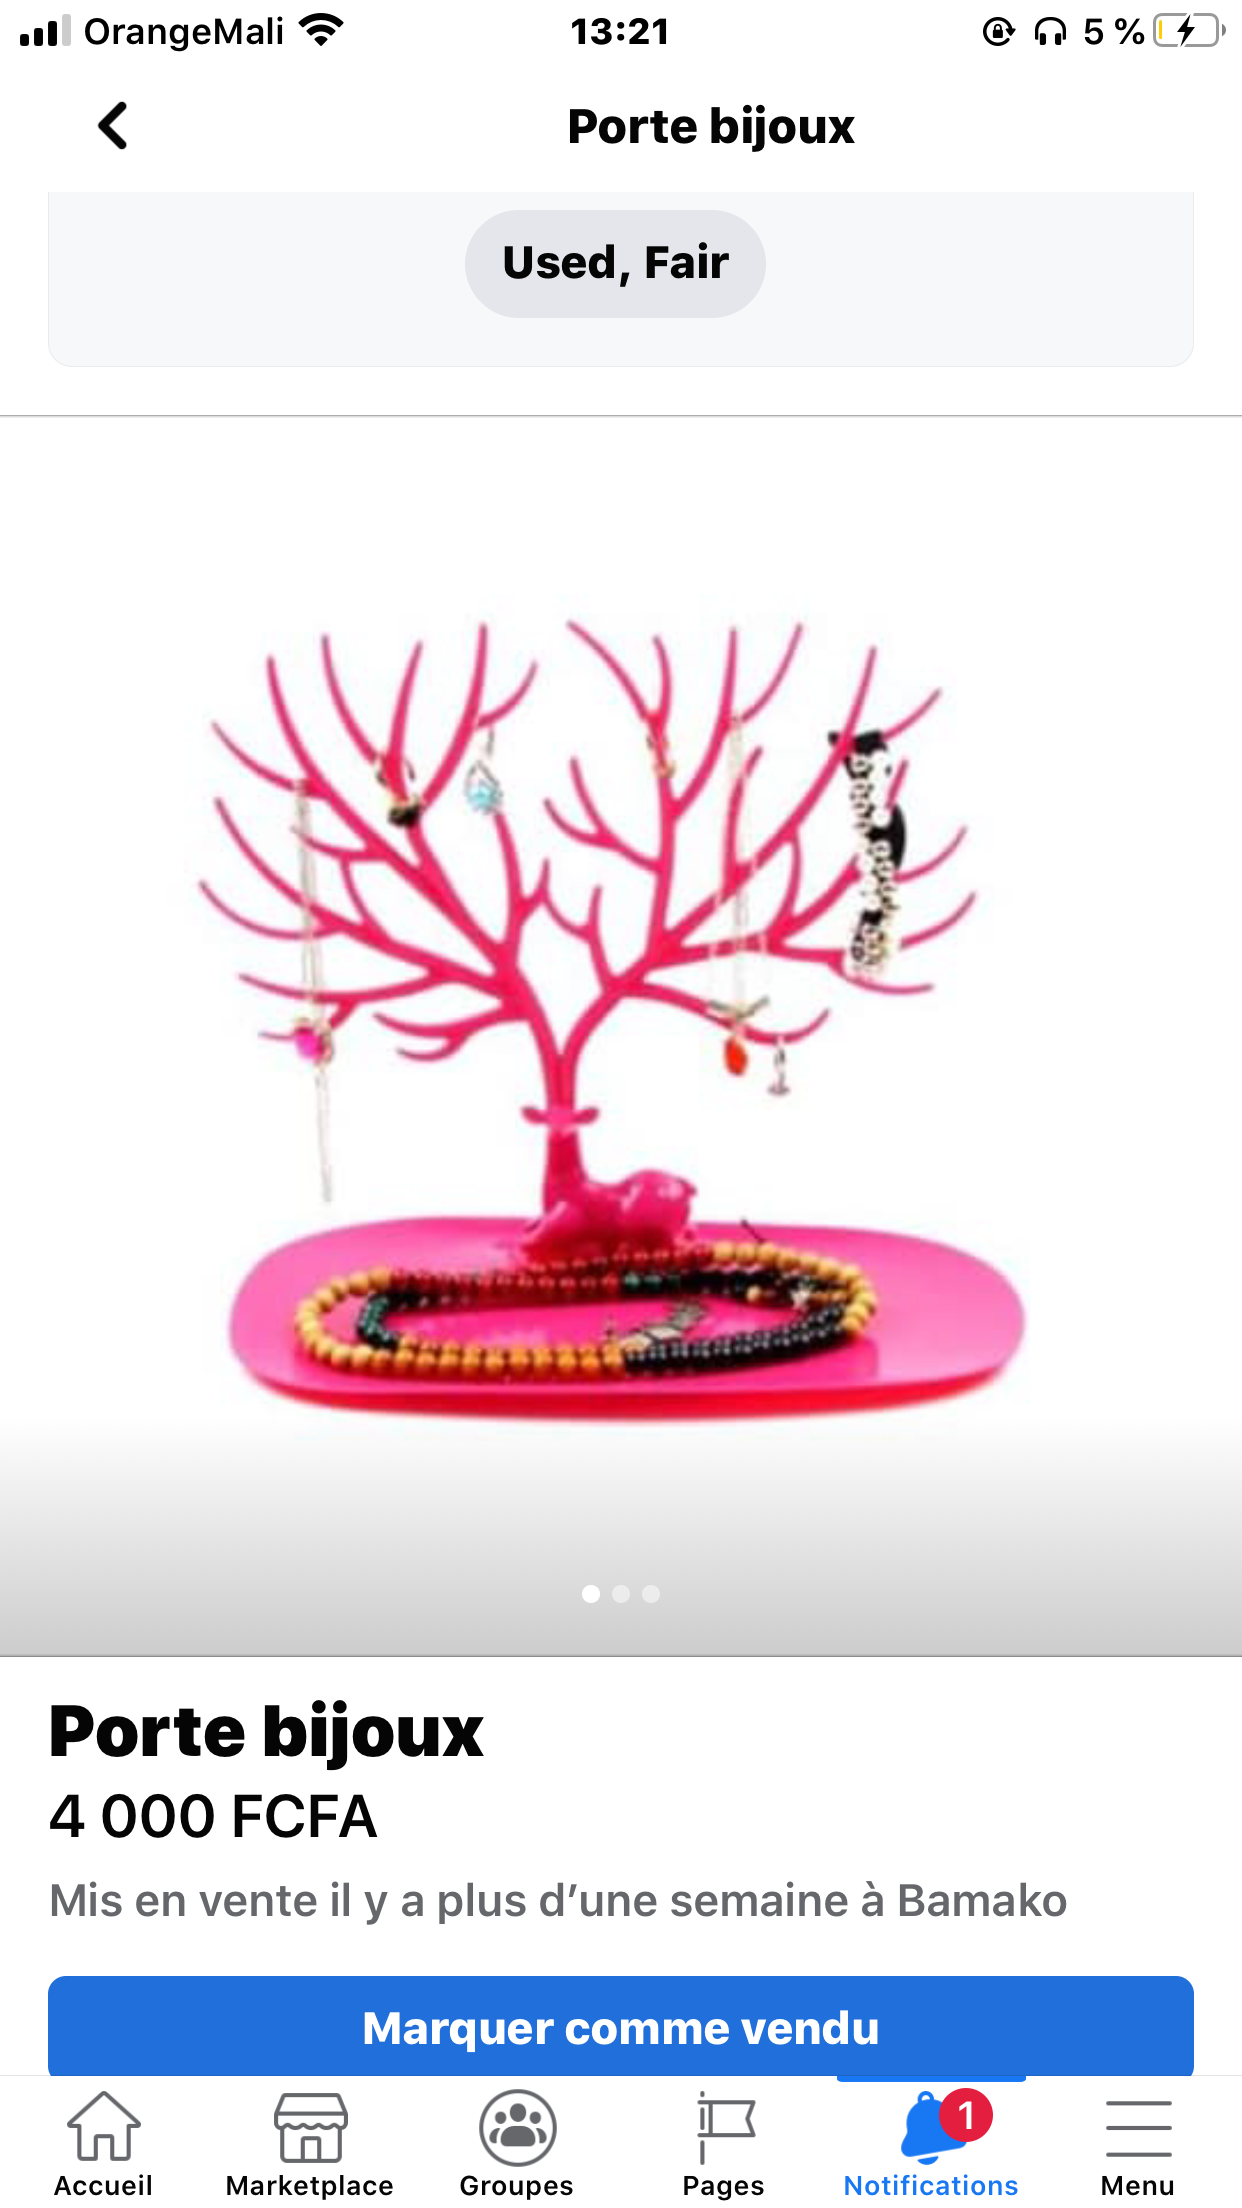 OrangeMali 13:21 5 %
Porte bijoux
Used, Fair
Porte bijoux
4 000 FCFA
Mis en vente il y a plus d’une semaine à Bamako
Marquer comme vendu
1
Accueil Marketplace Groupes Pages Notifications Menu